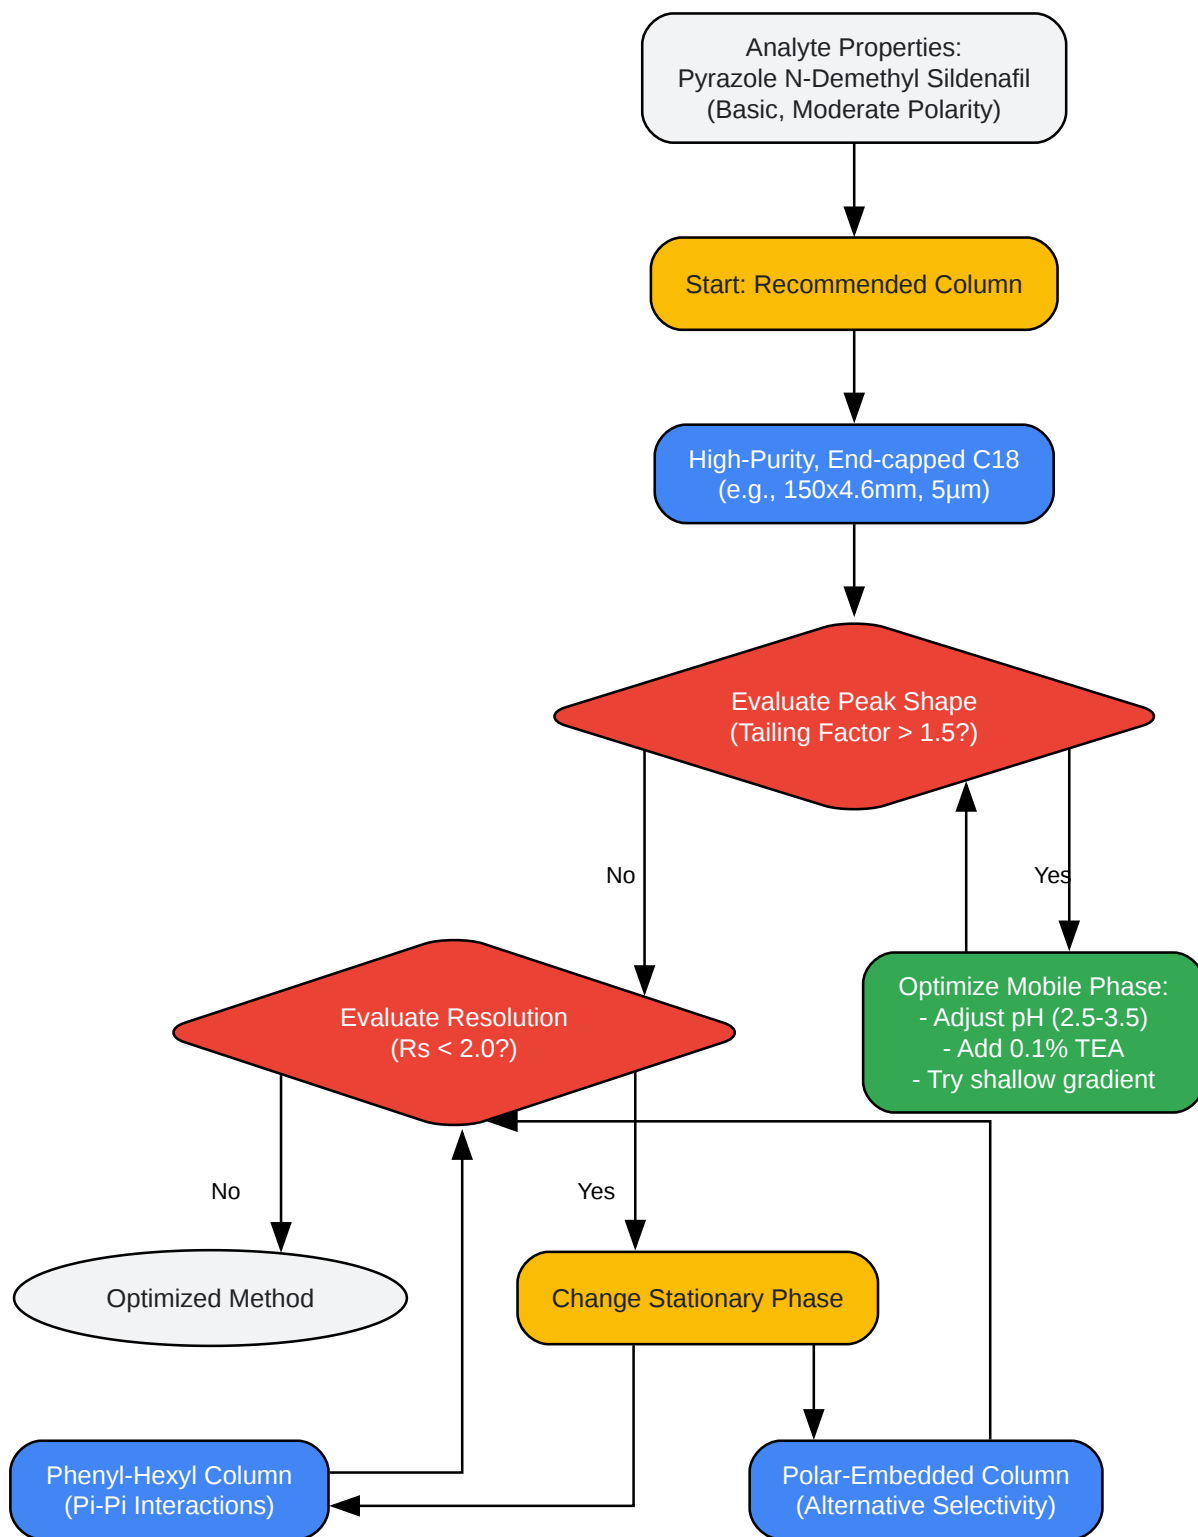 Analyte Properties:
Pyrazole N-Demethyl Sildenafil
(Basic, Moderate Polarity)
Start: Recommended Column
High-Purity, End-capped C18
(e.g., 150x4.6mm, 5µm)
Evaluate Peak Shape
(Tailing Factor > 1.5?)
No
Yes
Optimize Mobile Phase:
- Adjust pH (2.5-3.5)
- Add 0.1% TEA
- Try shallow gradient
Evaluate Resolution
(Rs < 2.0?)
No
Yes
Optimized Method
Change Stationary Phase
Phenyl-Hexyl Column
(Pi-Pi Interactions)
Polar-Embedded Column
(Alternative Selectivity)